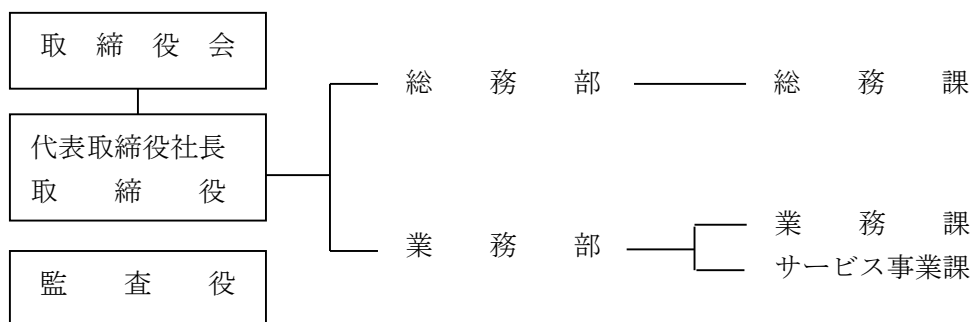 取締役会
総務部
総務課
代表取締役社長
取締役
業務部
業務課
サービス事業課
監査役